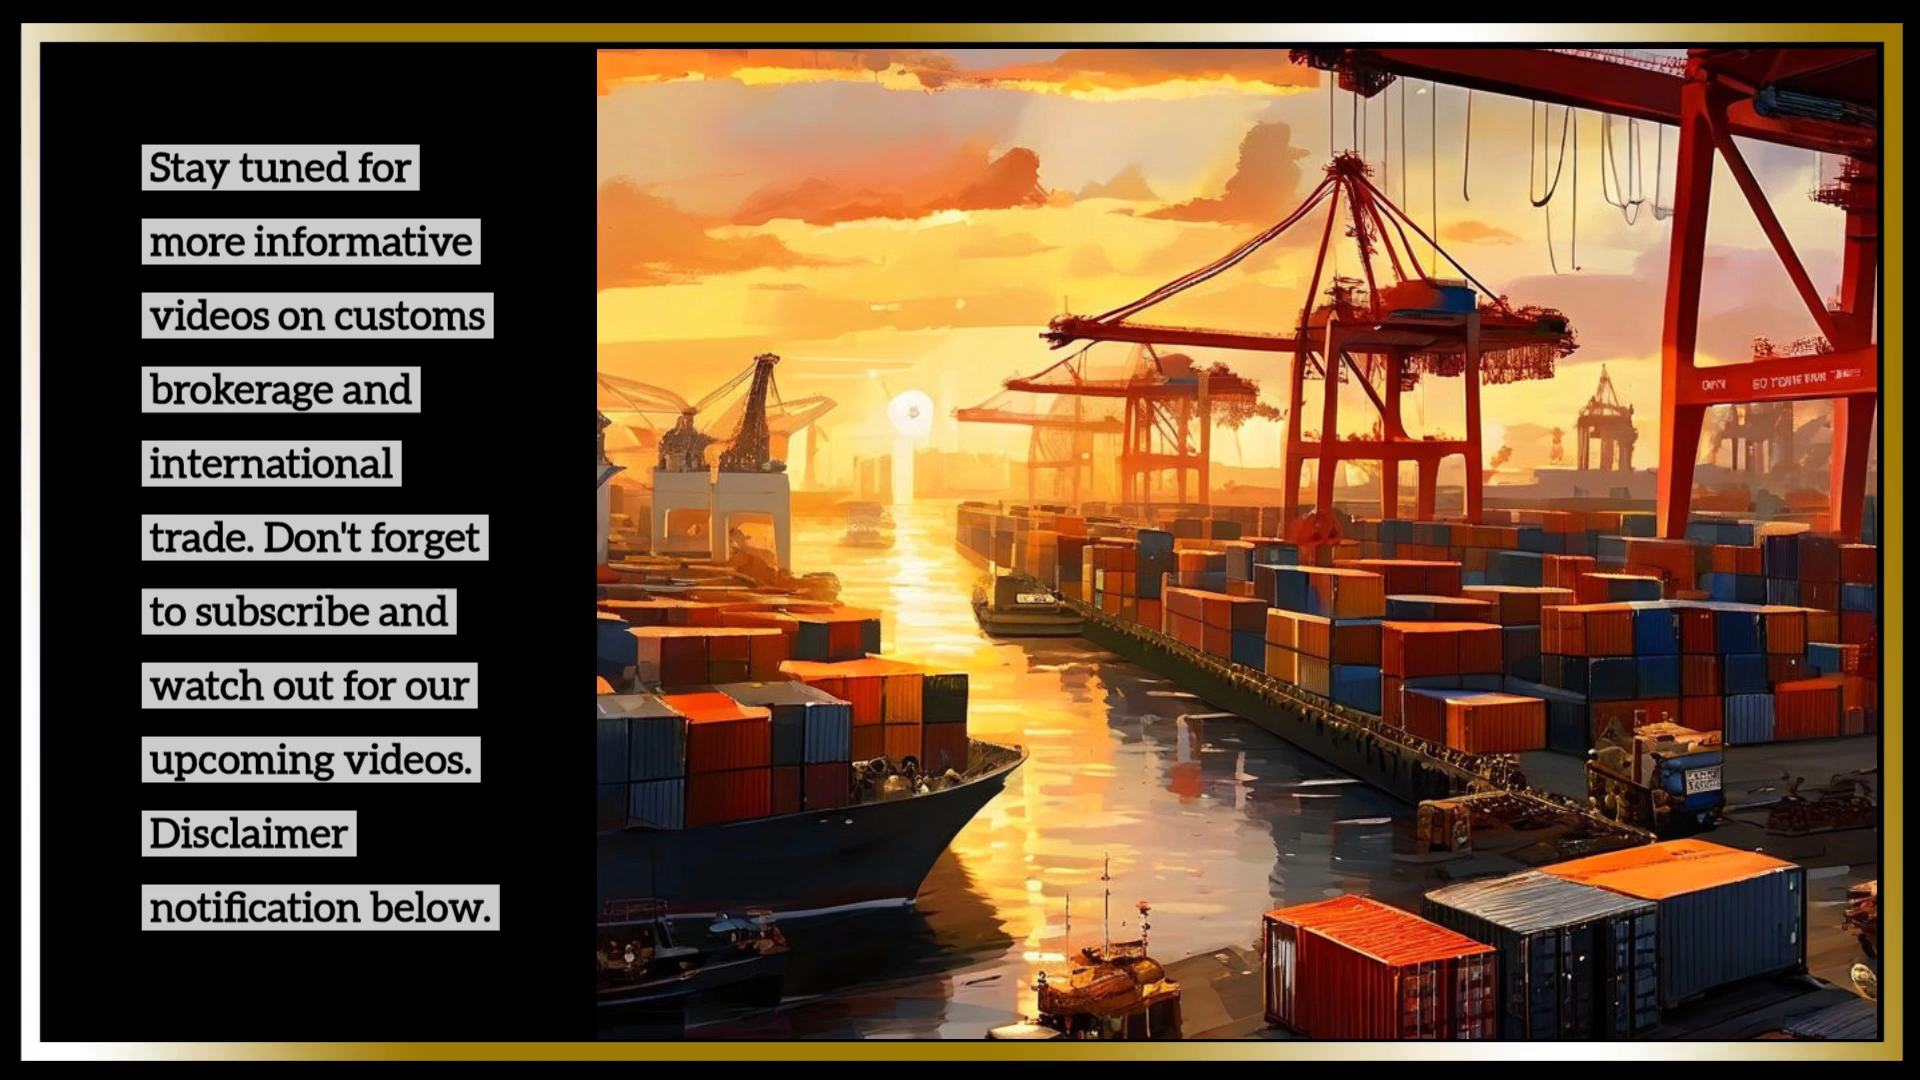 Stay tuned for
more informative
videos on customs
brokerage and
international
trade. Don't forget
to subscribe and
watch out for our
upcoming videos.
Disclaimer
notification below.